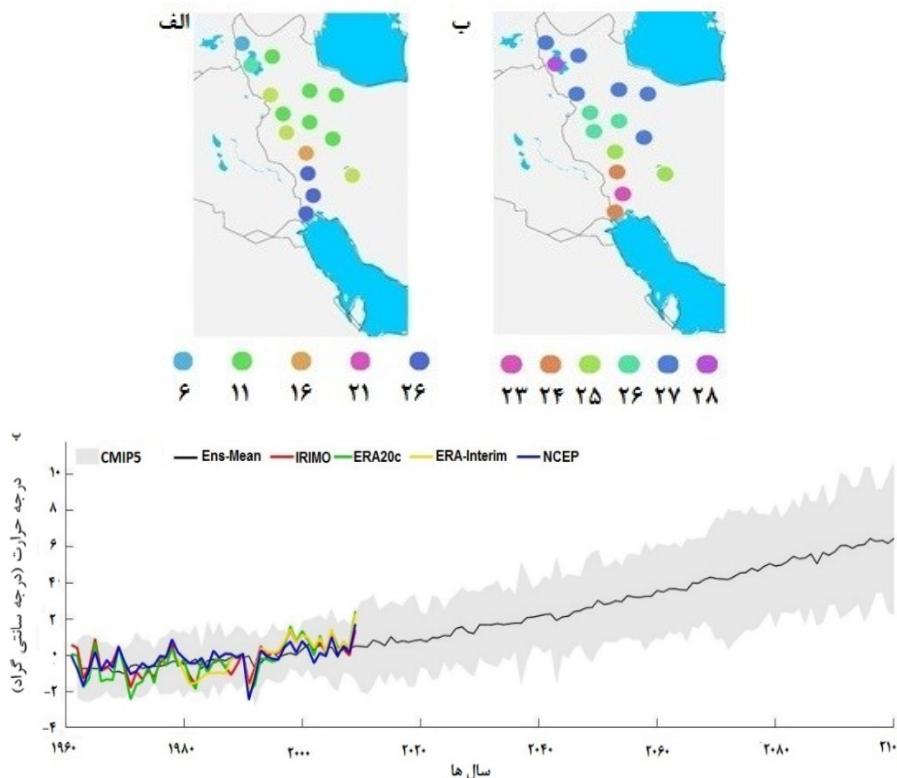 الف
ب
۶ ۱۱ ۱۶ ۲۱ ۲۶
۲۳ ۲۴ ۲۵ ۲۶ ۲۷ ۲۸
CMIP5 Ens-Mean IRIMO ERA20c ERA-Interim NCEP
درجه حرارت (درجه سانتی گراد)
۱۰
۸
۶
۴۰
۲
۰
-۲
-۴
۱۹۶۰ ۱۹۸۰ ۲۰۰۰ ۲۰۲۰ ۲۰۴۰ ۲۰۶۰ ۲۰۸۰ ۲۱۰
سال ها